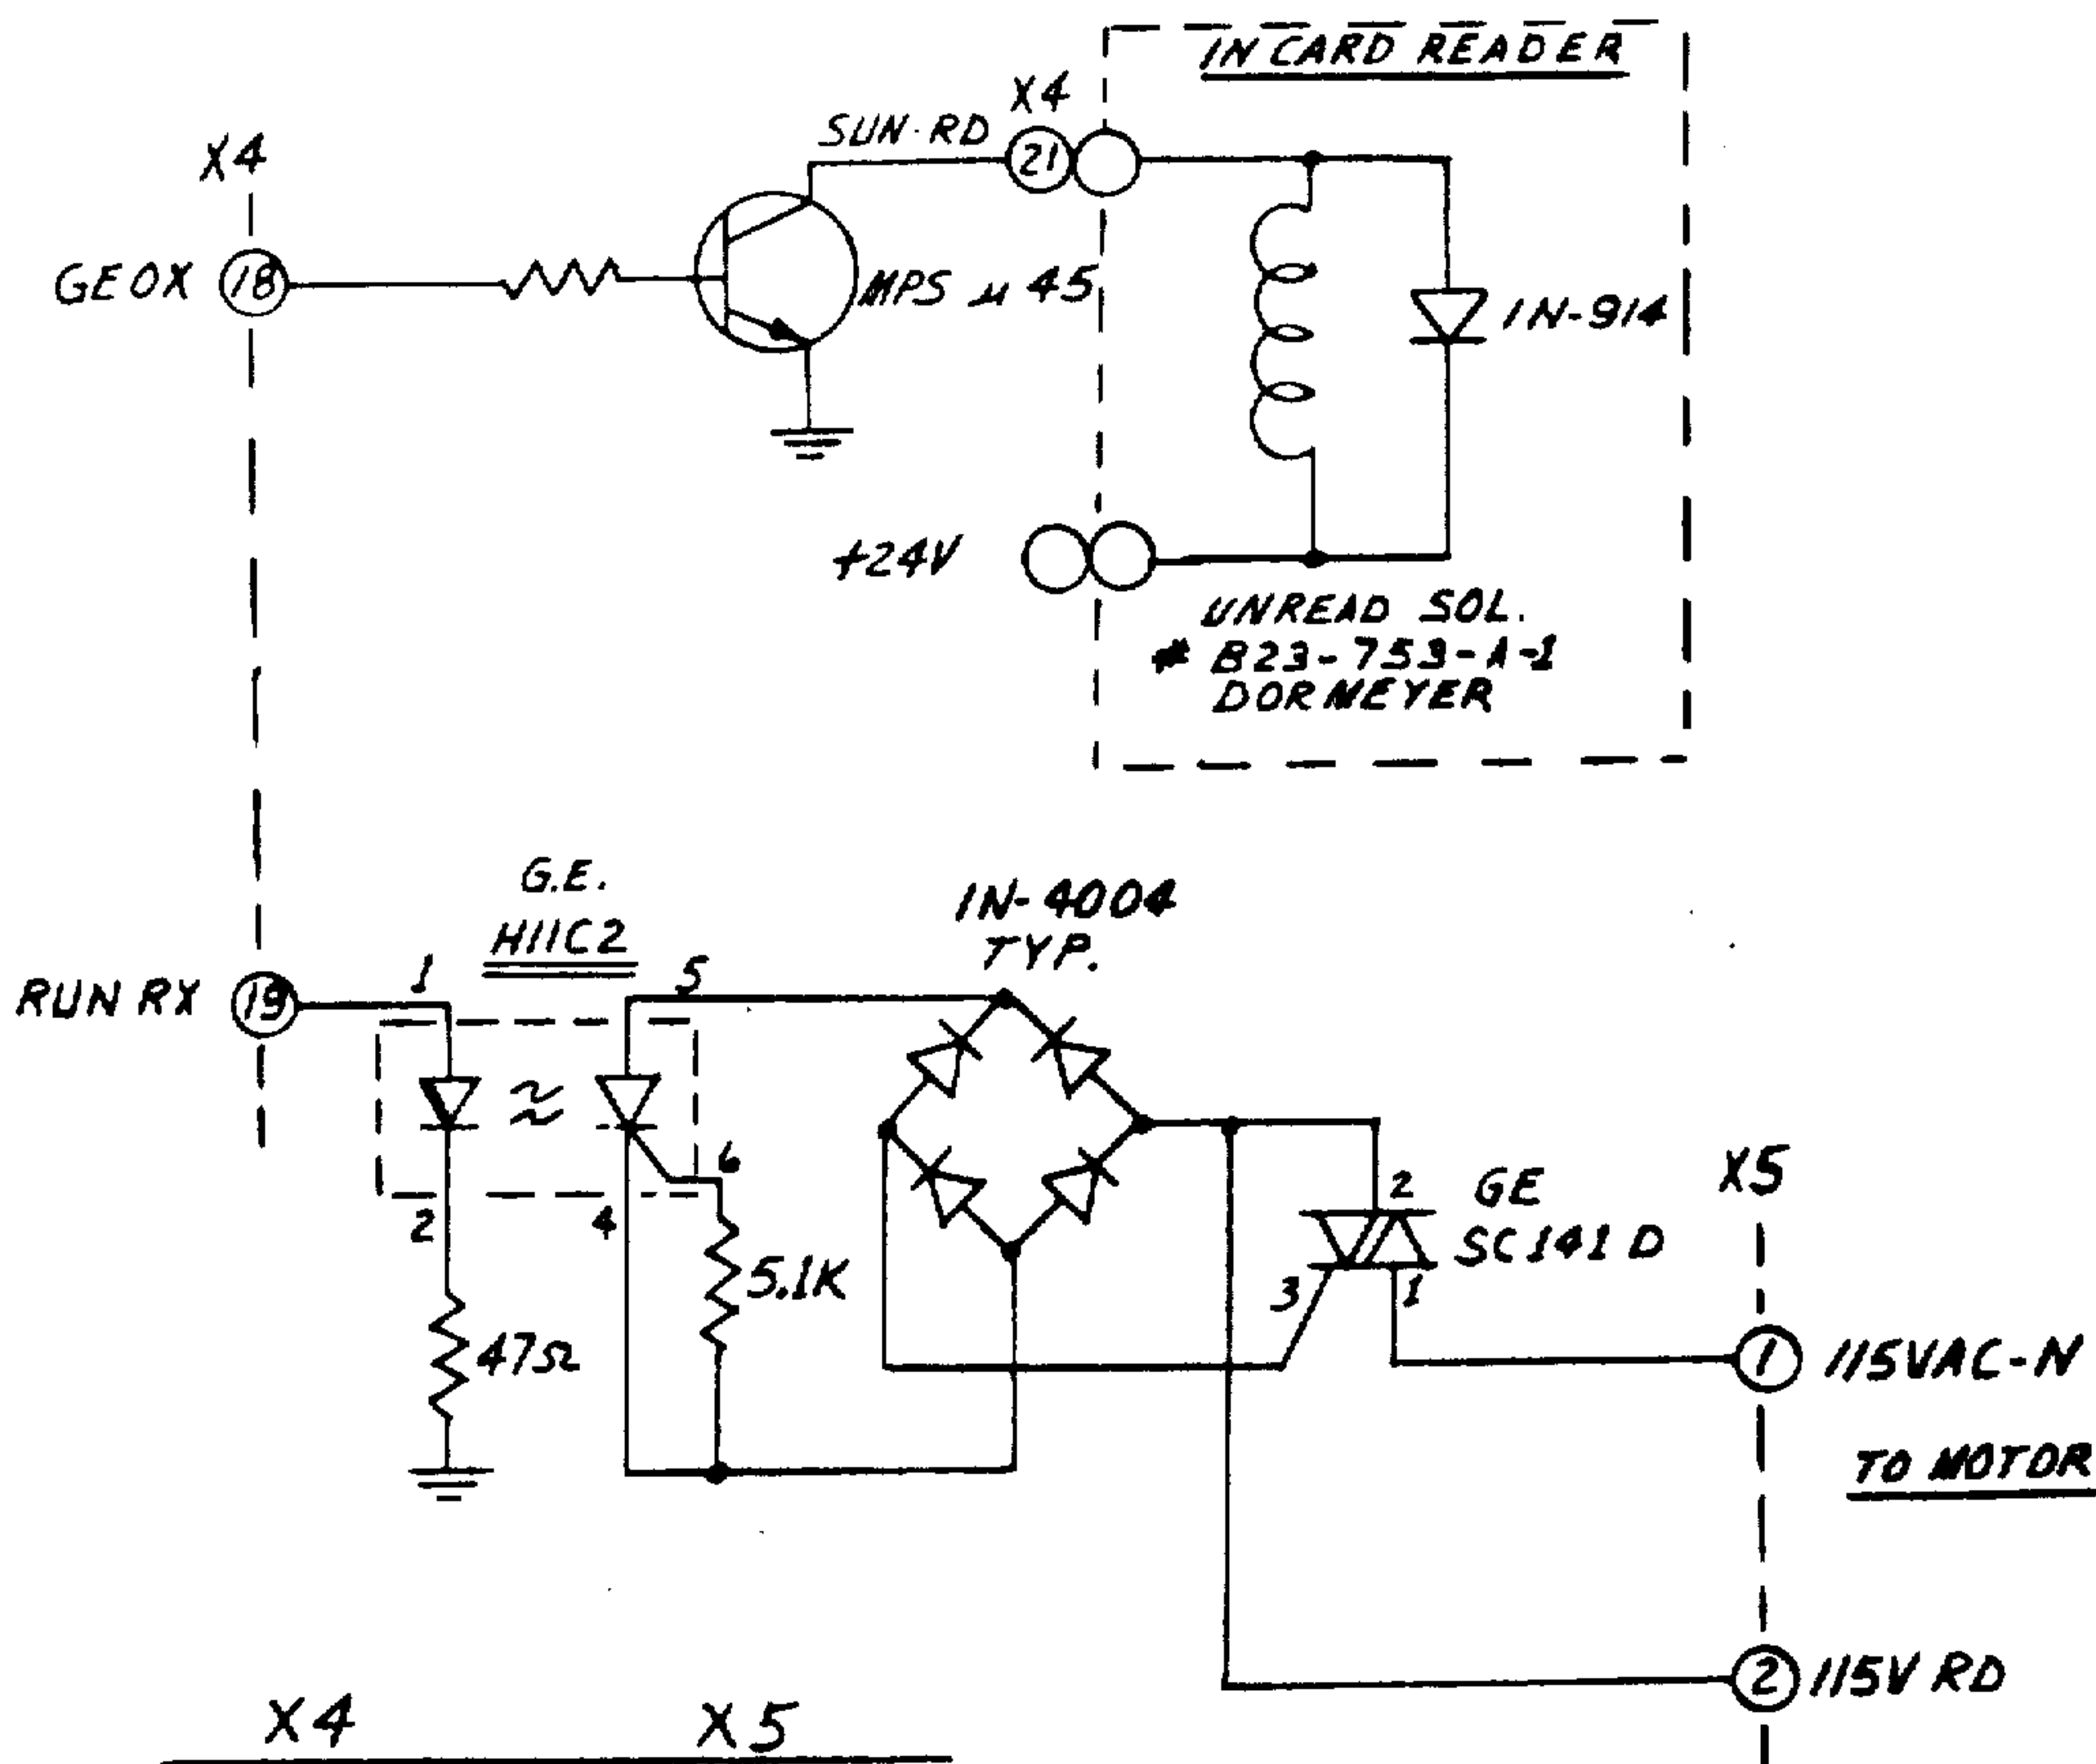 IN CARD READER
X4
SUN-RD
21
X4
GEOX
18
MPS μ 45
IN-914
+24V
UNREAD SOL.
# B23-753-A-1
DORMEYER
G.E.
H11C2
IN-4004
TYP.
RUN RX
19
1
5
6
2
4
5.1K
47Ω
2
GE
SC141D
3
1
X5
1
115VAC-N
TO MOTOR
2
115V RD
X4
X5